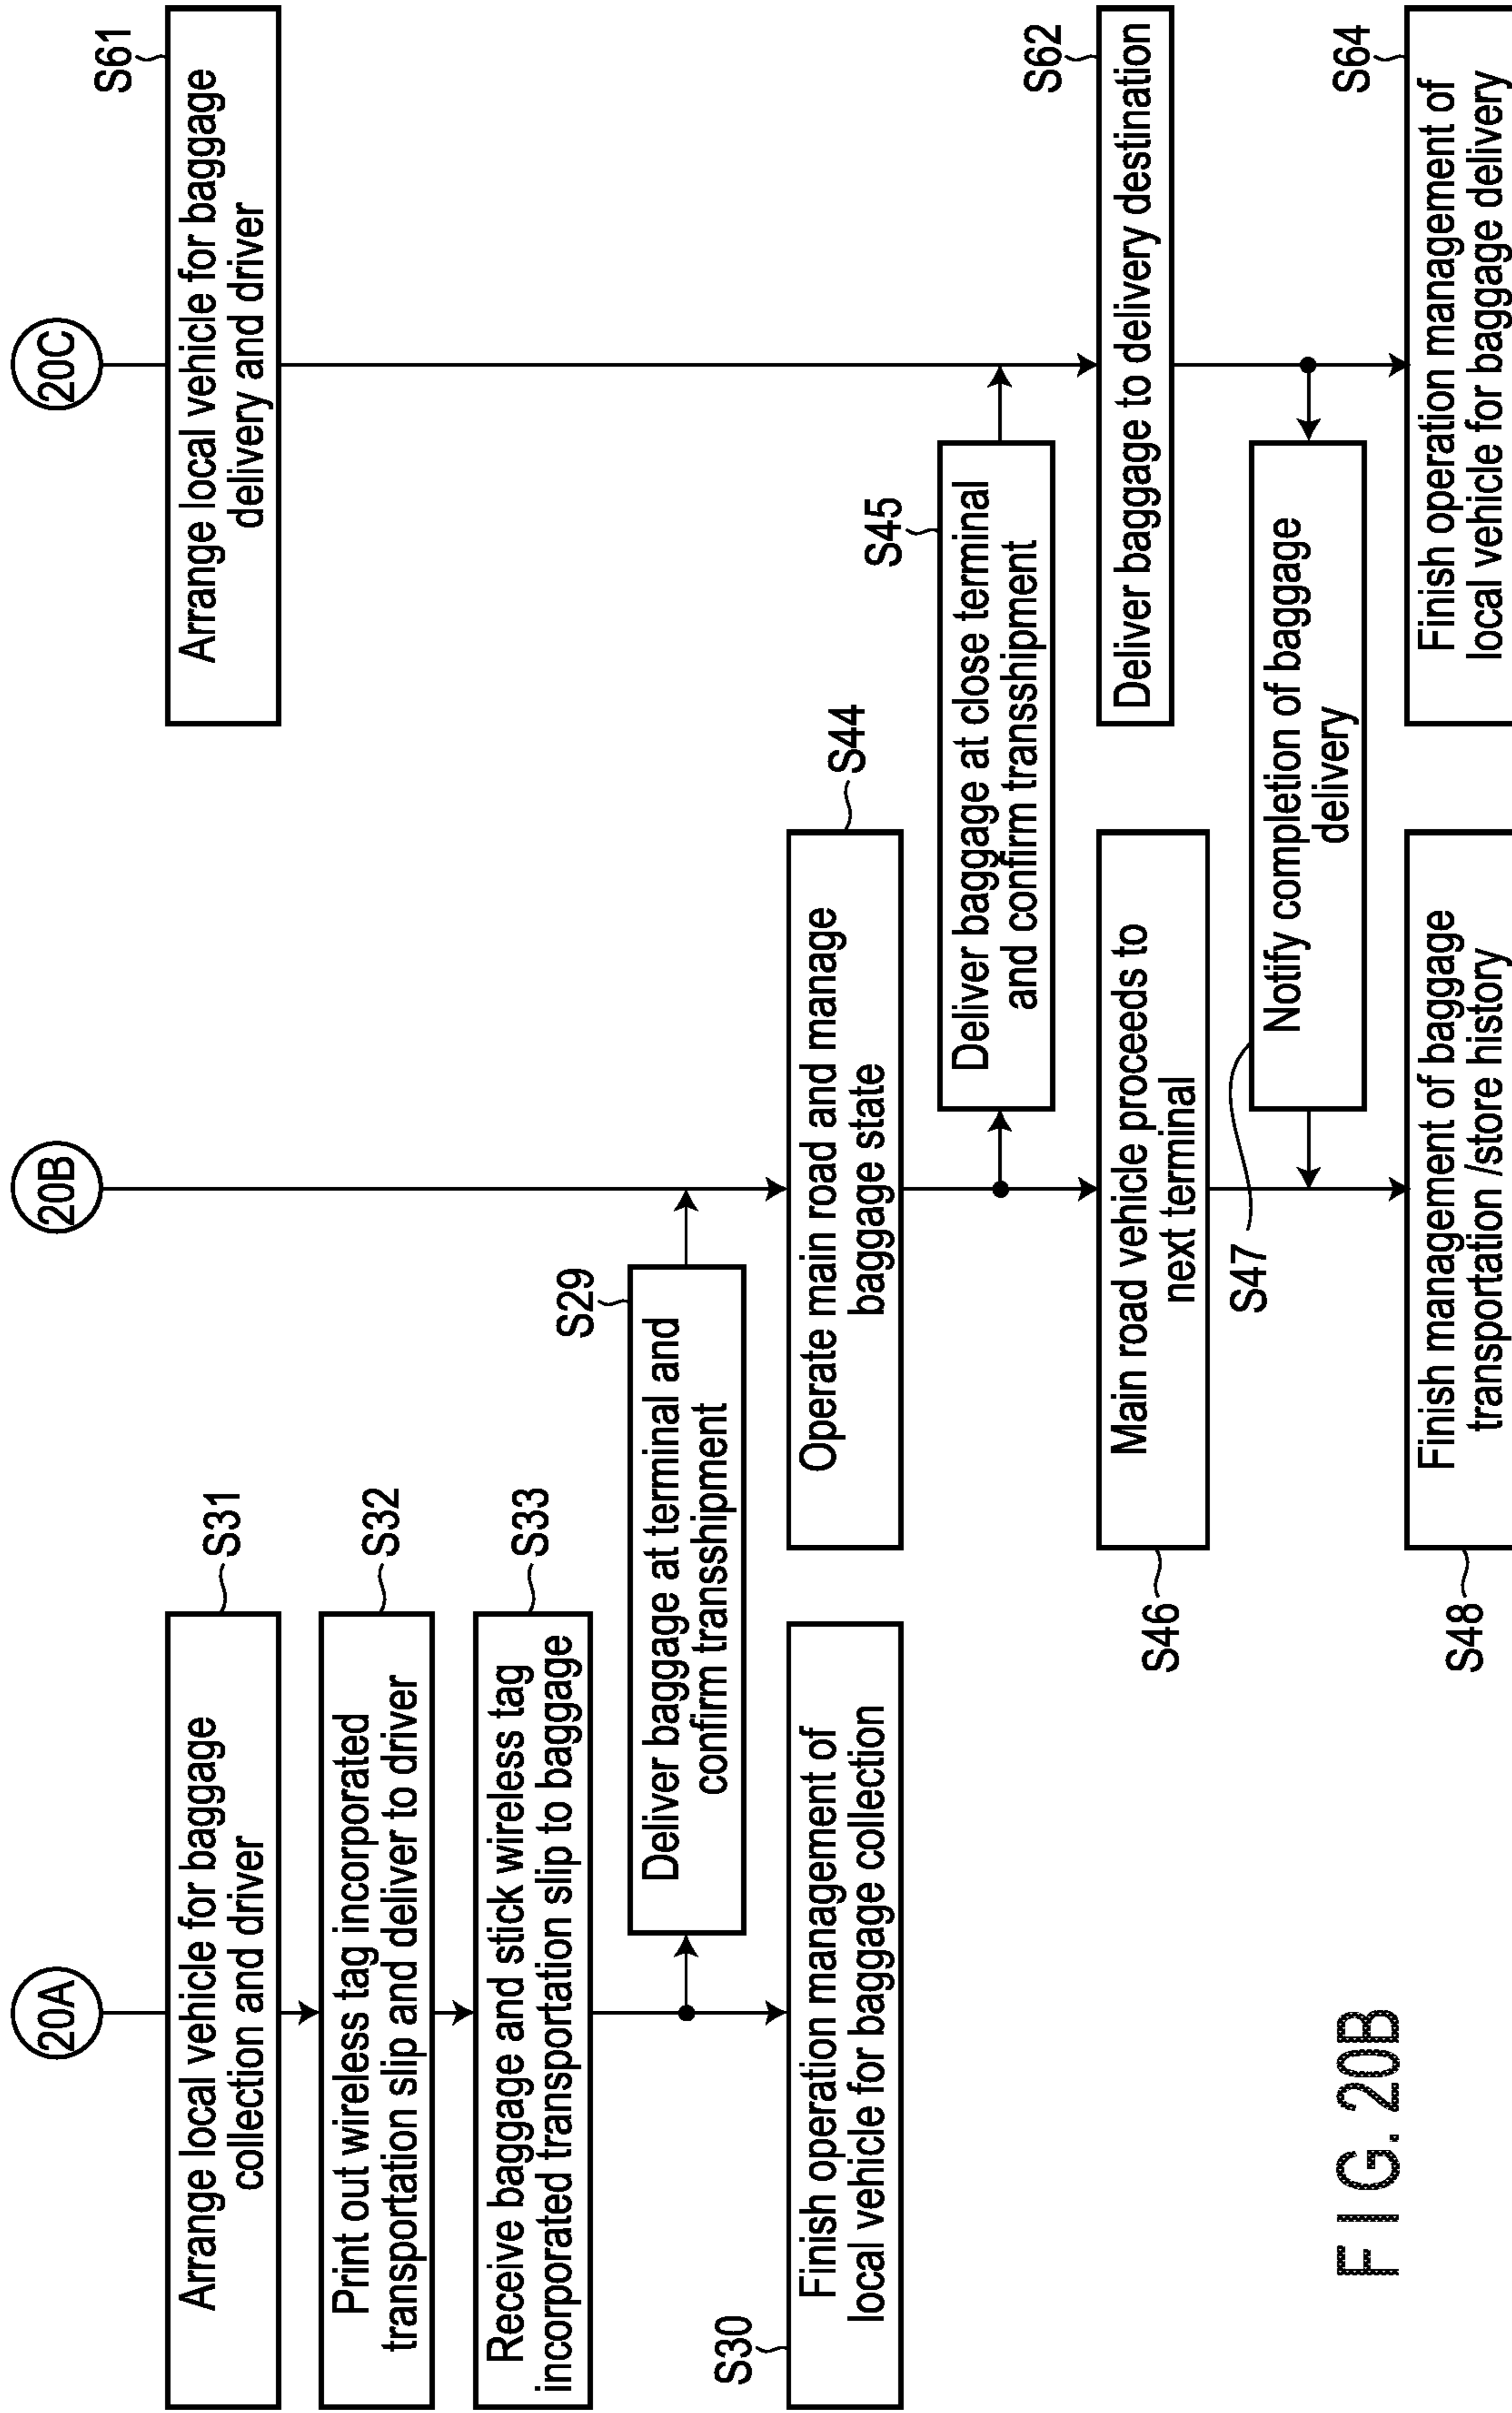 20A
20B
20C
S31
Arrange local vehicle for baggage
collection and driver
S61
Arrange local vehicle for baggage
delivery and driver
S32
Print out wireless tag incorporated
transportation slip and deliver to driver
S33
Receive baggage and stick wireless tag
incorporated transportation slip to baggage
S29
Deliver baggage at terminal and
confirm transshipment
S30
Finish operation management of
local vehicle for baggage collection
S44
Operate main road and manage
baggage state
S45
Deliver baggage at close terminal
and confirm transshipment
S46
Main road vehicle proceeds to
next terminal
S62
Deliver baggage to delivery destination
S47
Notify completion of baggage
delivery
S48
Finish management of baggage
transportation /store history
S64
Finish operation management of
local vehicle for baggage delivery
FIG. 20B